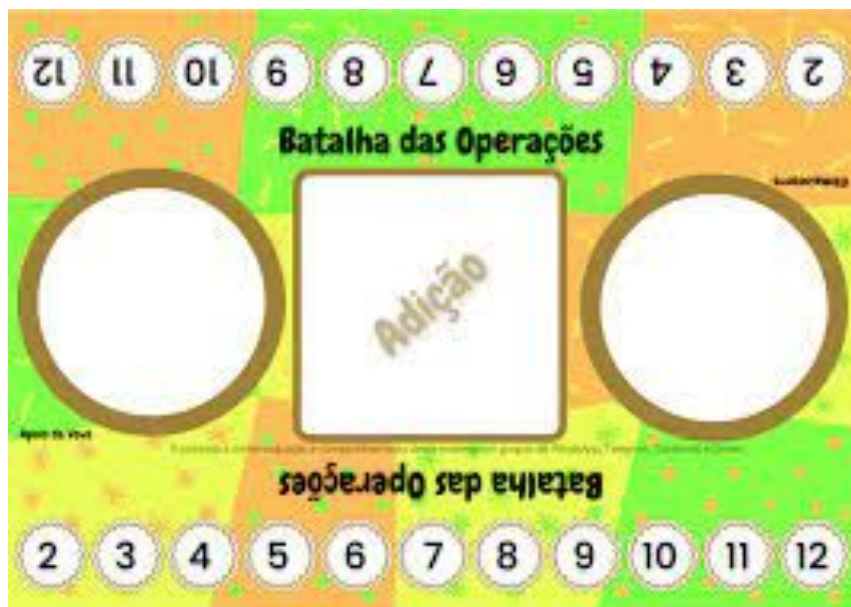 12 11 10 9 8 7 6 5 4 3 2
Batalha das Operações
Adição
Batalha das Operações
2 3 4 5 6 7 8 9 10 11 12